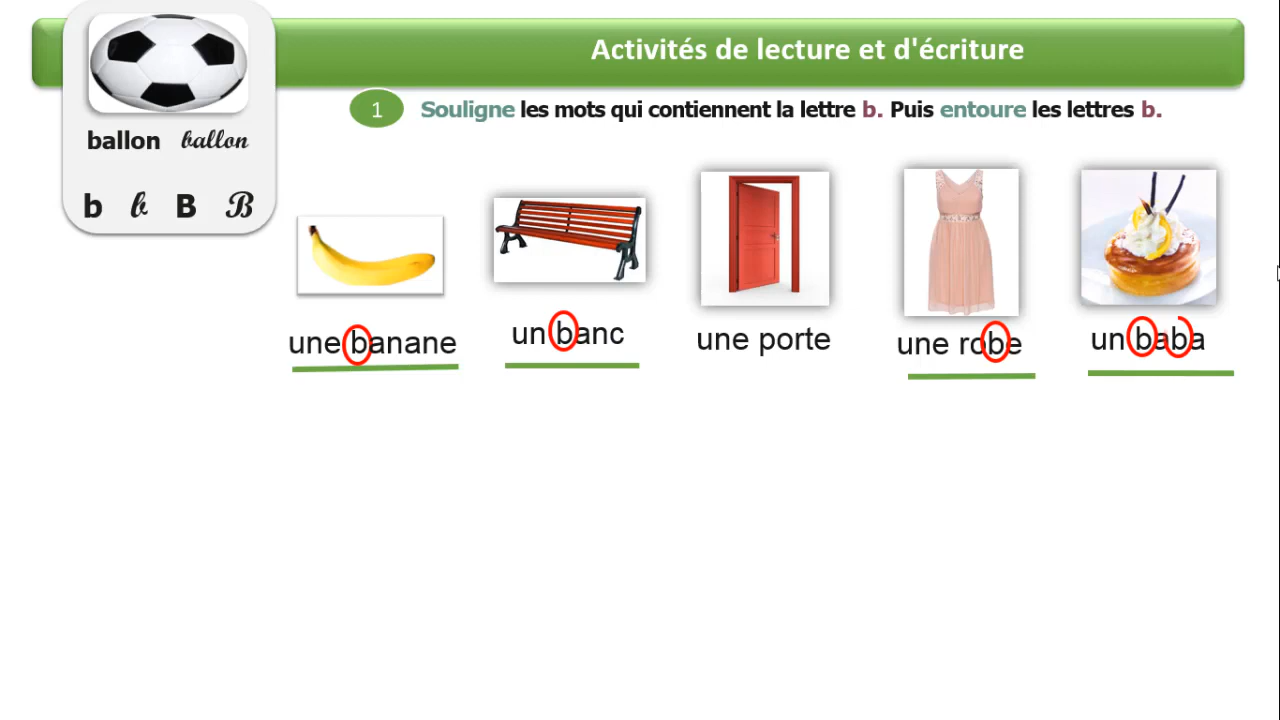 Activités de lecture et d'écriture
ballon ballon
b b B B
1 Souligne les mots qui contiennent la lettre b. Puis entoure les lettres b.
une banane
un banc
une porte
une robe
un baba